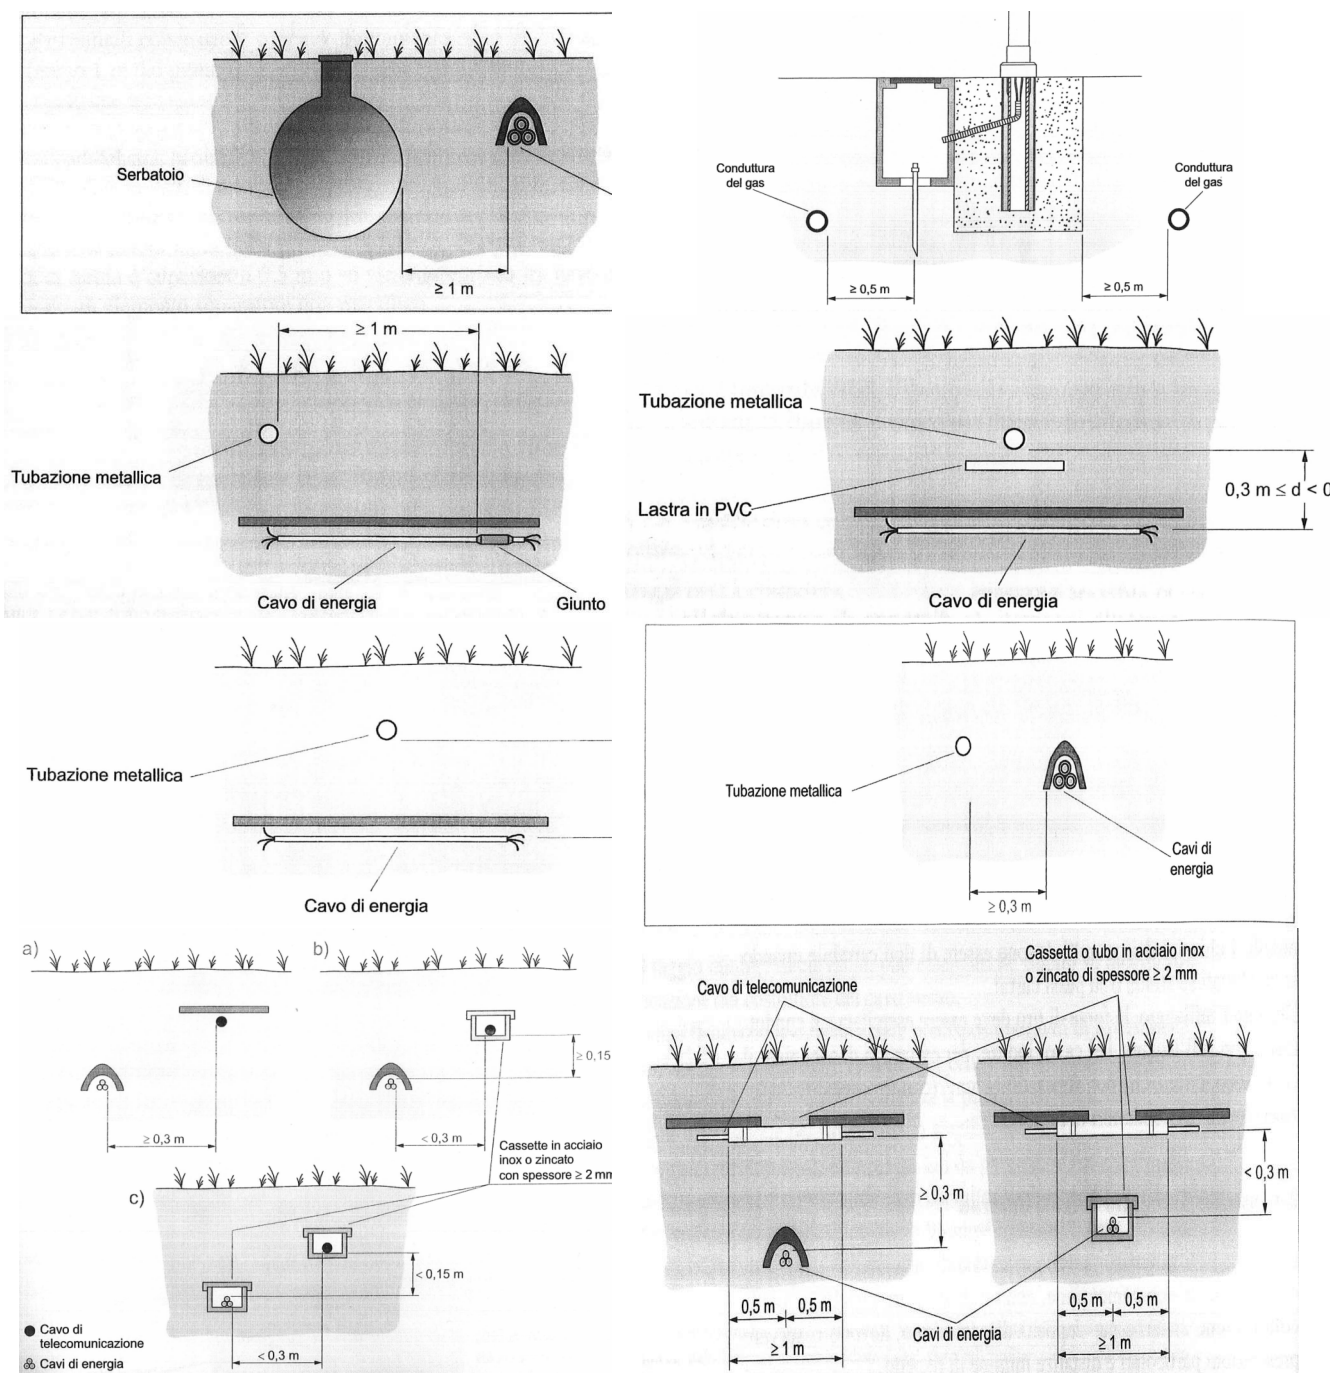 Serbatoio
≥ 1 m
Conduttura
del gas
Conduttura
del gas
≥ 0,5 m
≥ 0,5 m
≥ 1 m
Tubazione metallica
Cavo di energia
Giunto
Tubazione metallica
Lastra in PVC
0,3 m ≤ d < 0
Cavo di energia
Tubazione metallica
Cavo di energia
Tubazione metallica
Cavi di
energia
≥ 0,3 m
a)
b)
≥ 0,15
≥ 0,3 m
< 0,3 m
Cassette in acciaio
inox o zincato
con spessore ≥ 2 mm
c)
< 0,15 m
< 0,3 m
Cavo di
telecomunicazione
Cavi di energia
Cassetta o tubo in acciaio inox
o zincato di spessore ≥ 2 mm
Cavo di telecomunicazione
≥ 0,3 m
< 0,3 m
0,5 m
0,5 m
≥ 1 m
Cavi di energia
0,5 m
0,5 m
≥ 1 m